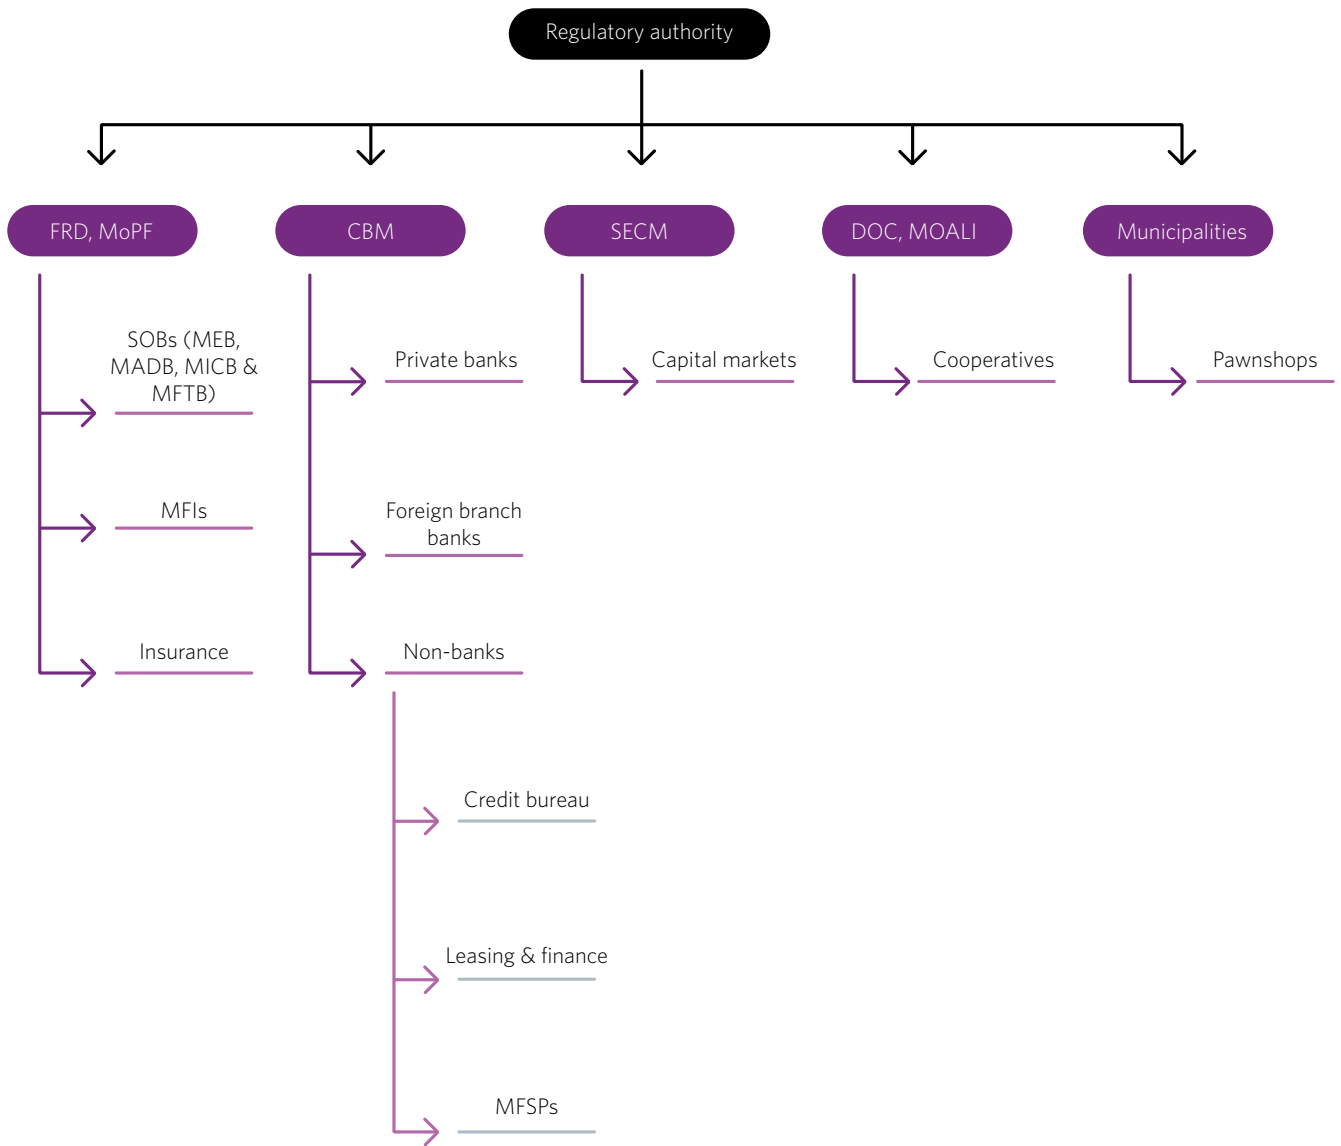 Regulatory authority
FRD, MoPF
CBM
SECM
DOC, MOALI
Municipalities
SOBs (MEB,
MADB, MICB &
MFTB)
MFIs
Insurance
Private banks
Foreign branch
banks
Non-banks
Credit bureau
Leasing & finance
MFSPs
Capital markets
Cooperatives
Pawnshops